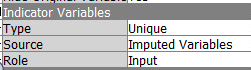 Indicator Variables
Type Unique
Source Imputed Variables
Role Input